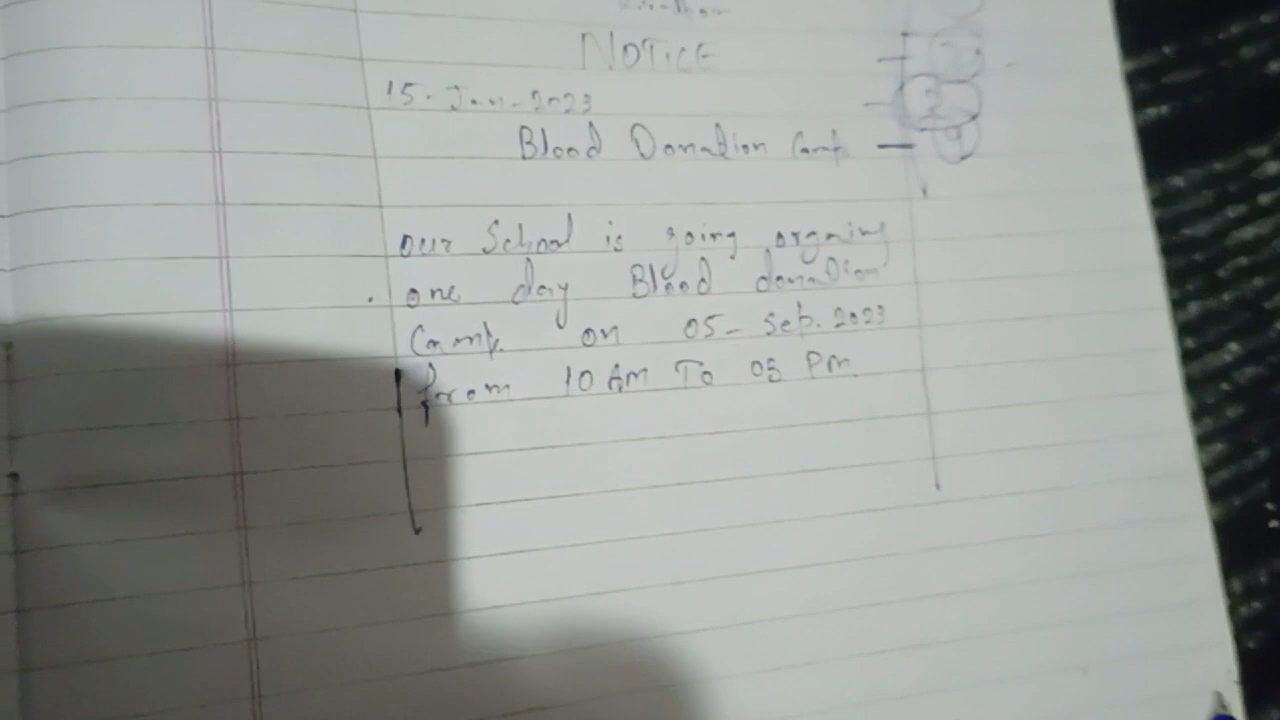 NOTICE
15-Jan-2023
Blood Donation Camp
our School is going orgaing
one day Blood donation
Camp. on 05-Sep.2023
from 10 Am To 05 Pm.